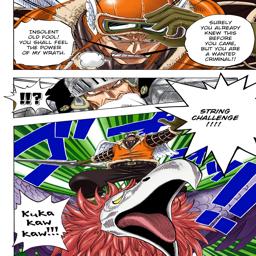 INSOLENT
OLD FOOL!
YOU SHALL FEEL
THE POWER
OF MY WRATH.
SURELY
YOU ALREADY
KNEW THIS
BEFORE
YOU CAME,
BUT YOU ARE
A WANTED
CRIMINAL!!
!!?
STRING
CHALLENGE
!!!!
KUKA
KAW
KAW!!!